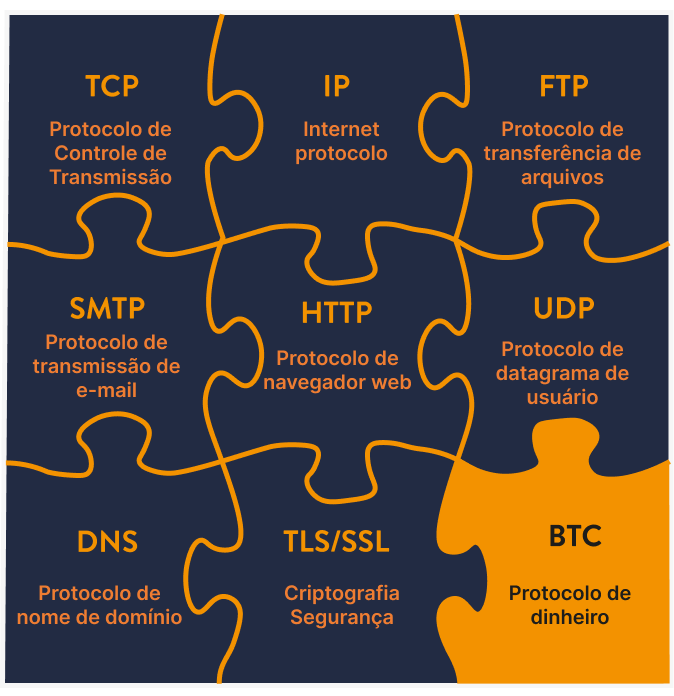 TCP
Protocolo de
Controle de
Transmissão
IP
Internet
protocolo
FTP
Protocolo de
transferência de
arquivos
SMTP
Protocolo de
transmissão de
e-mail
HTTP
Protocolo de
navegador web
UDP
Protocolo de
datagrama de
usuário
DNS
Protocolo de
nome de domínio
TLS/SSL
Criptografia
Segurança
BTC
Protocolo de
dinheiro